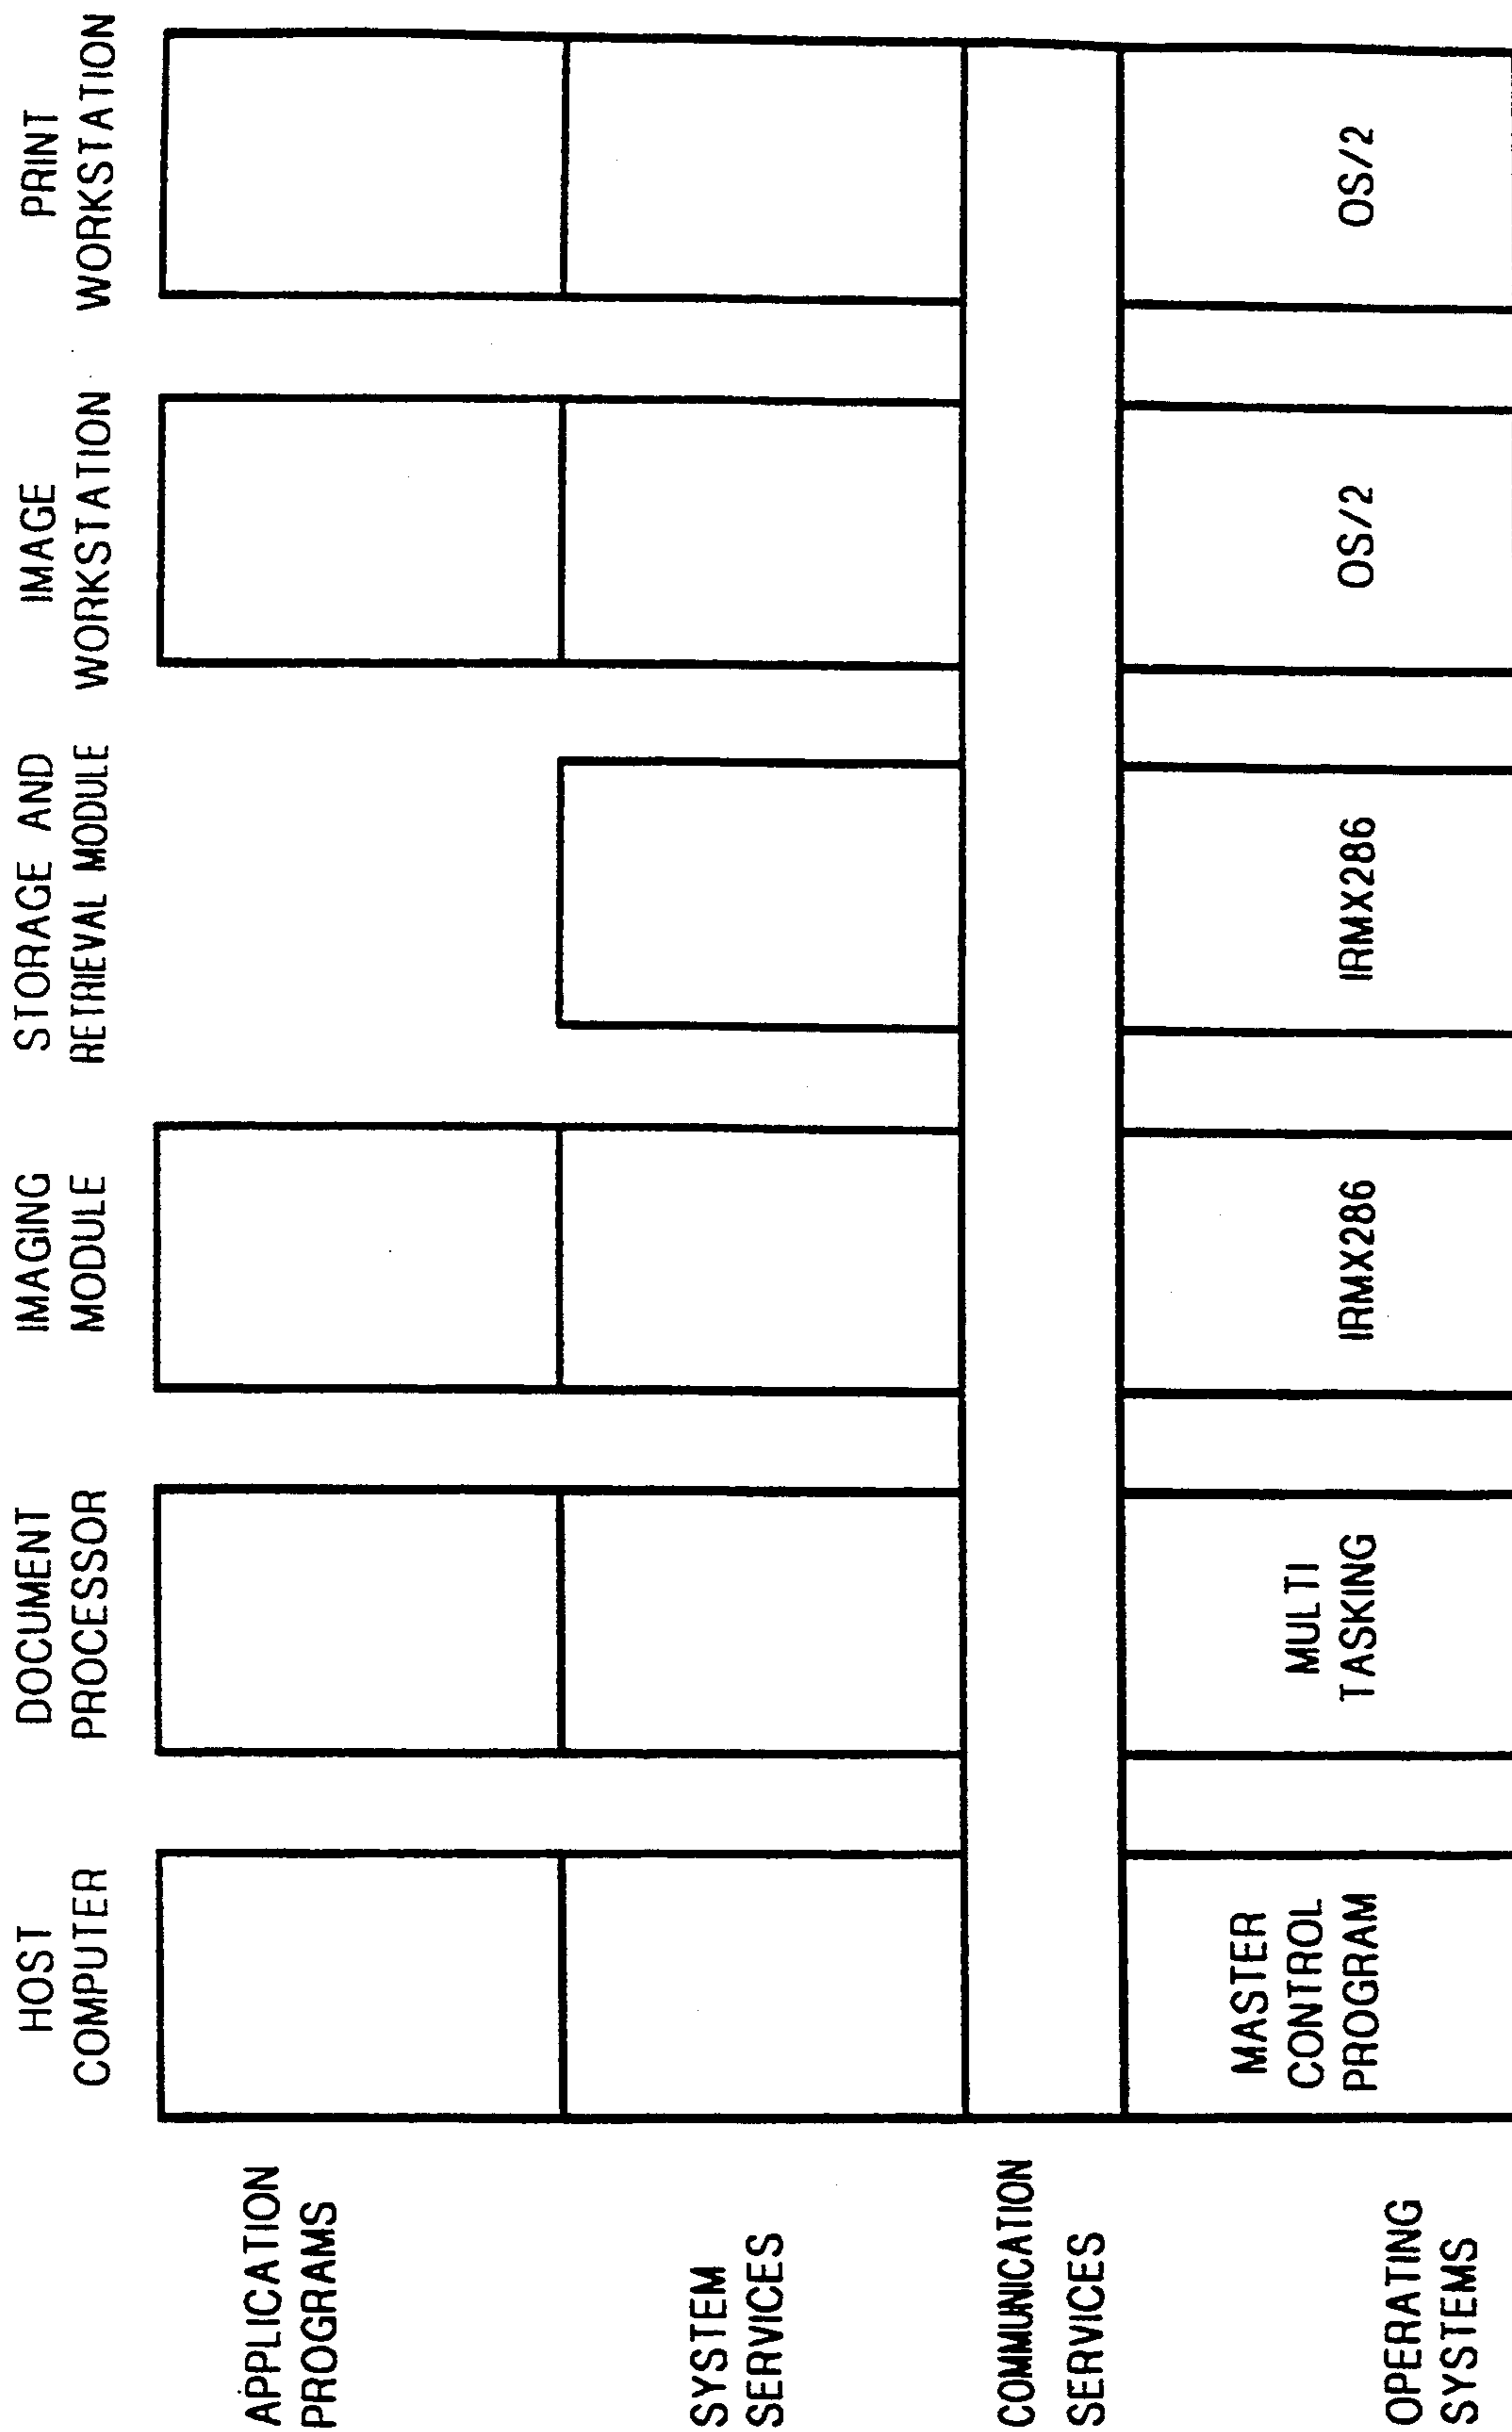 HOST
COMPUTER
DOCUMENT
PROCESSOR
IMAGING
MODULE
STORAGE AND
RETRIEVAL MODULE
IMAGE
WORKSTATION
PRINT
WORKSTATION
APPLICATION
PROGRAMS
SYSTEM
SERVICES
COMMUNICATION
SERVICES
OPERATING
SYSTEMS
MASTER
CONTROL
PROGRAM
MULTI
TASKING
IRMX286
IRMX286
OS/2
OS/2